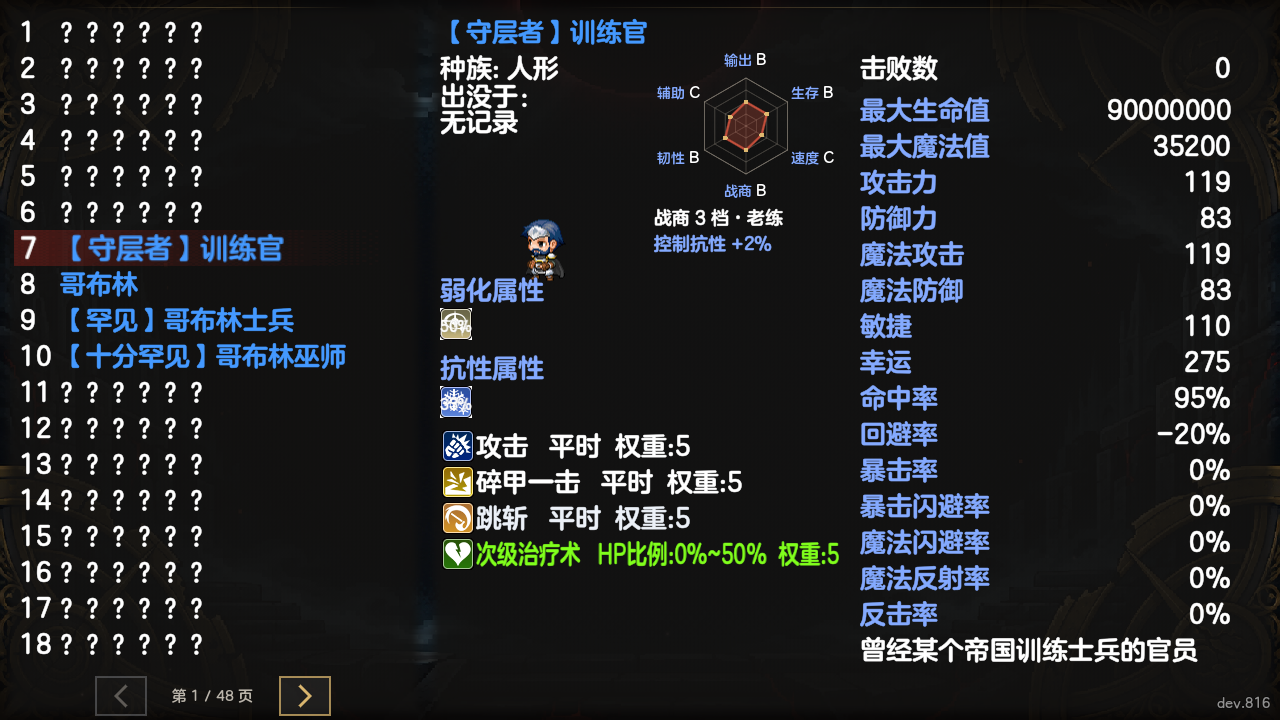 1 ？？？？？？
2 ？？？？？？
3 ？？？？？？
4 ？？？？？？
5 ？？？？？？
6 ？？？？？？
7 【守层者】训练官
8 哥布林
9 【罕见】哥布林士兵
10 【十分罕见】哥布林巫师
11 ？？？？？？
12 ？？？？？？
13 ？？？？？？
14 ？？？？？？
15 ？？？？？？
16 ？？？？？？
17 ？？？？？？
18 ？？？？？？
第 1 / 48 页
【守层者】训练官
种族: 人形
出没于:
无记录
输出 B
辅助 C
生存 B
韧性 B
速度 C
战商 B
战商 3 档 · 老练
控制抗性 +2%
弱化属性
50%
抗性属性
攻击 平时 权重:5
碎甲一击 平时 权重:5
跳斩 平时 权重:5
次级治疗术 HP比例:0%~50% 权重:5
击败数 0
最大生命值 90000000
最大魔法值 35200
攻击力 119
防御力 83
魔法攻击 119
魔法防御 83
敏捷 110
幸运 275
命中率 95%
回避率 -20%
暴击率 0%
暴击闪避率 0%
魔法闪避率 0%
魔法反射率 0%
反击率 0%
曾经某个帝国训练士兵的官员
dev.816